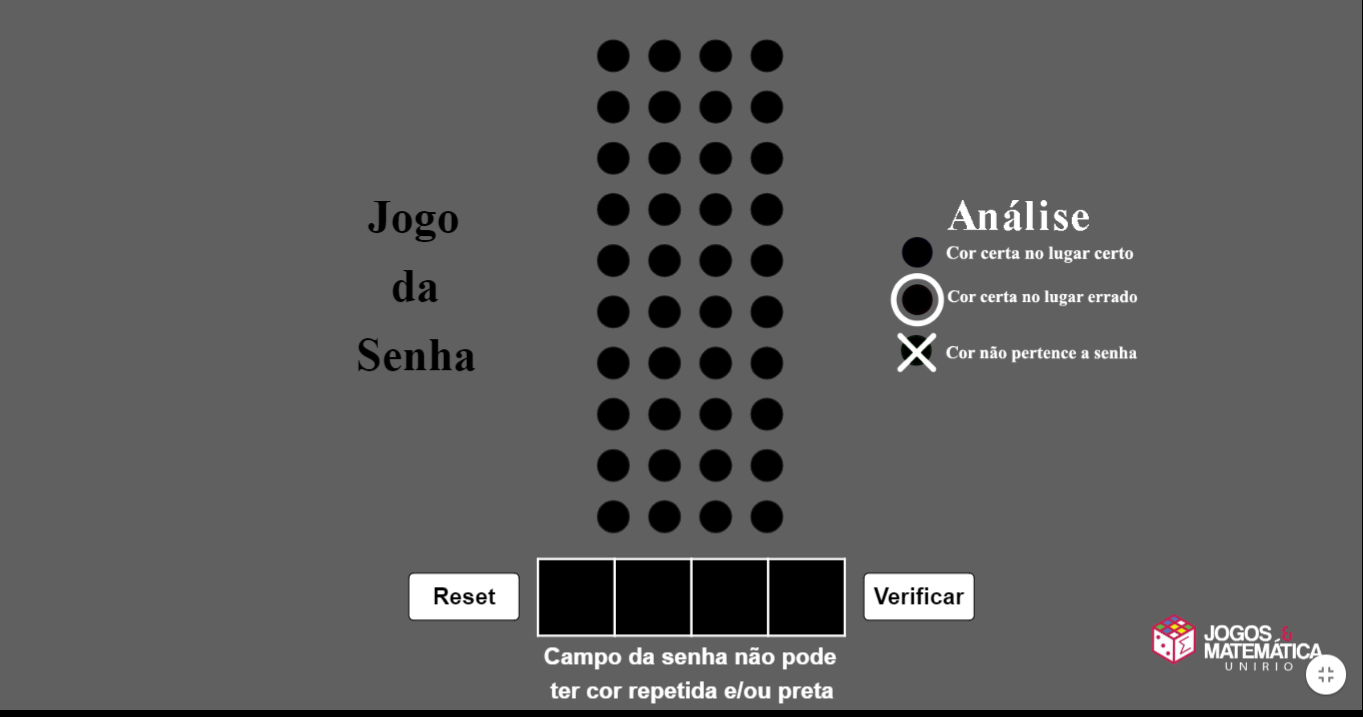 Jogo
da
Senha
Análise
Cor certa no lugar certo
Cor certa no lugar errado
Cor não pertence a senha
Reset
Verificar
Campo da senha não pode
ter cor repetida e/ou preta
JOGOS &
MATEMÁTICA
UNIRIO